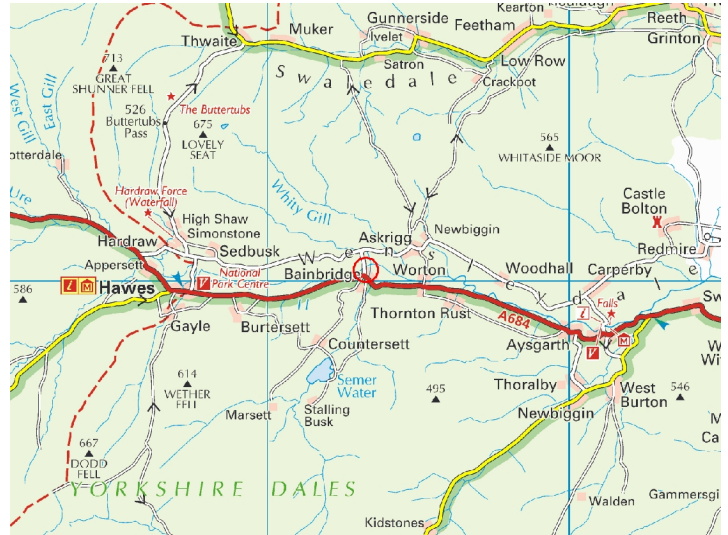 Kearton
Gunnerside
Feetham
Reeth
Muker
Ivelet
Thwaite
Satron
Grinton
Low Row
Crackpot
Swaledale
713
GREAT
SHUNNER FELL
The Buttertubs
526
Buttertubs
Pass
675
LOVELY
SEAT
565
WHITASIDE MOOR
West Gill
East Gill
otterdale
Ure
Hardraw Force
(Waterfall)
Whity Gill
Castle
Bolton
High Shaw
Simonstone
Hardraw
Sedbusk
Askrigg
Newbiggin
Redmire
Appersett
National
Park Centre
Bainbridge
Worton
Wensleydale
Woodhall
Carperby
586
i
M
Hawes
V
Falls
i
Sw
Gayle
Burtersett
Thornton Rust
A684
Aysgarth
V
M
Countersett
W
Wit
614
WETHER
FELL
Semer
Water
495
Thoralby
West
Burton
546
Marsett
Stalling
Busk
Newbiggin
M
Ca
667
DODD
FELL
YORKSHIRE DALES
Walden
Gammersgi
Kidstones